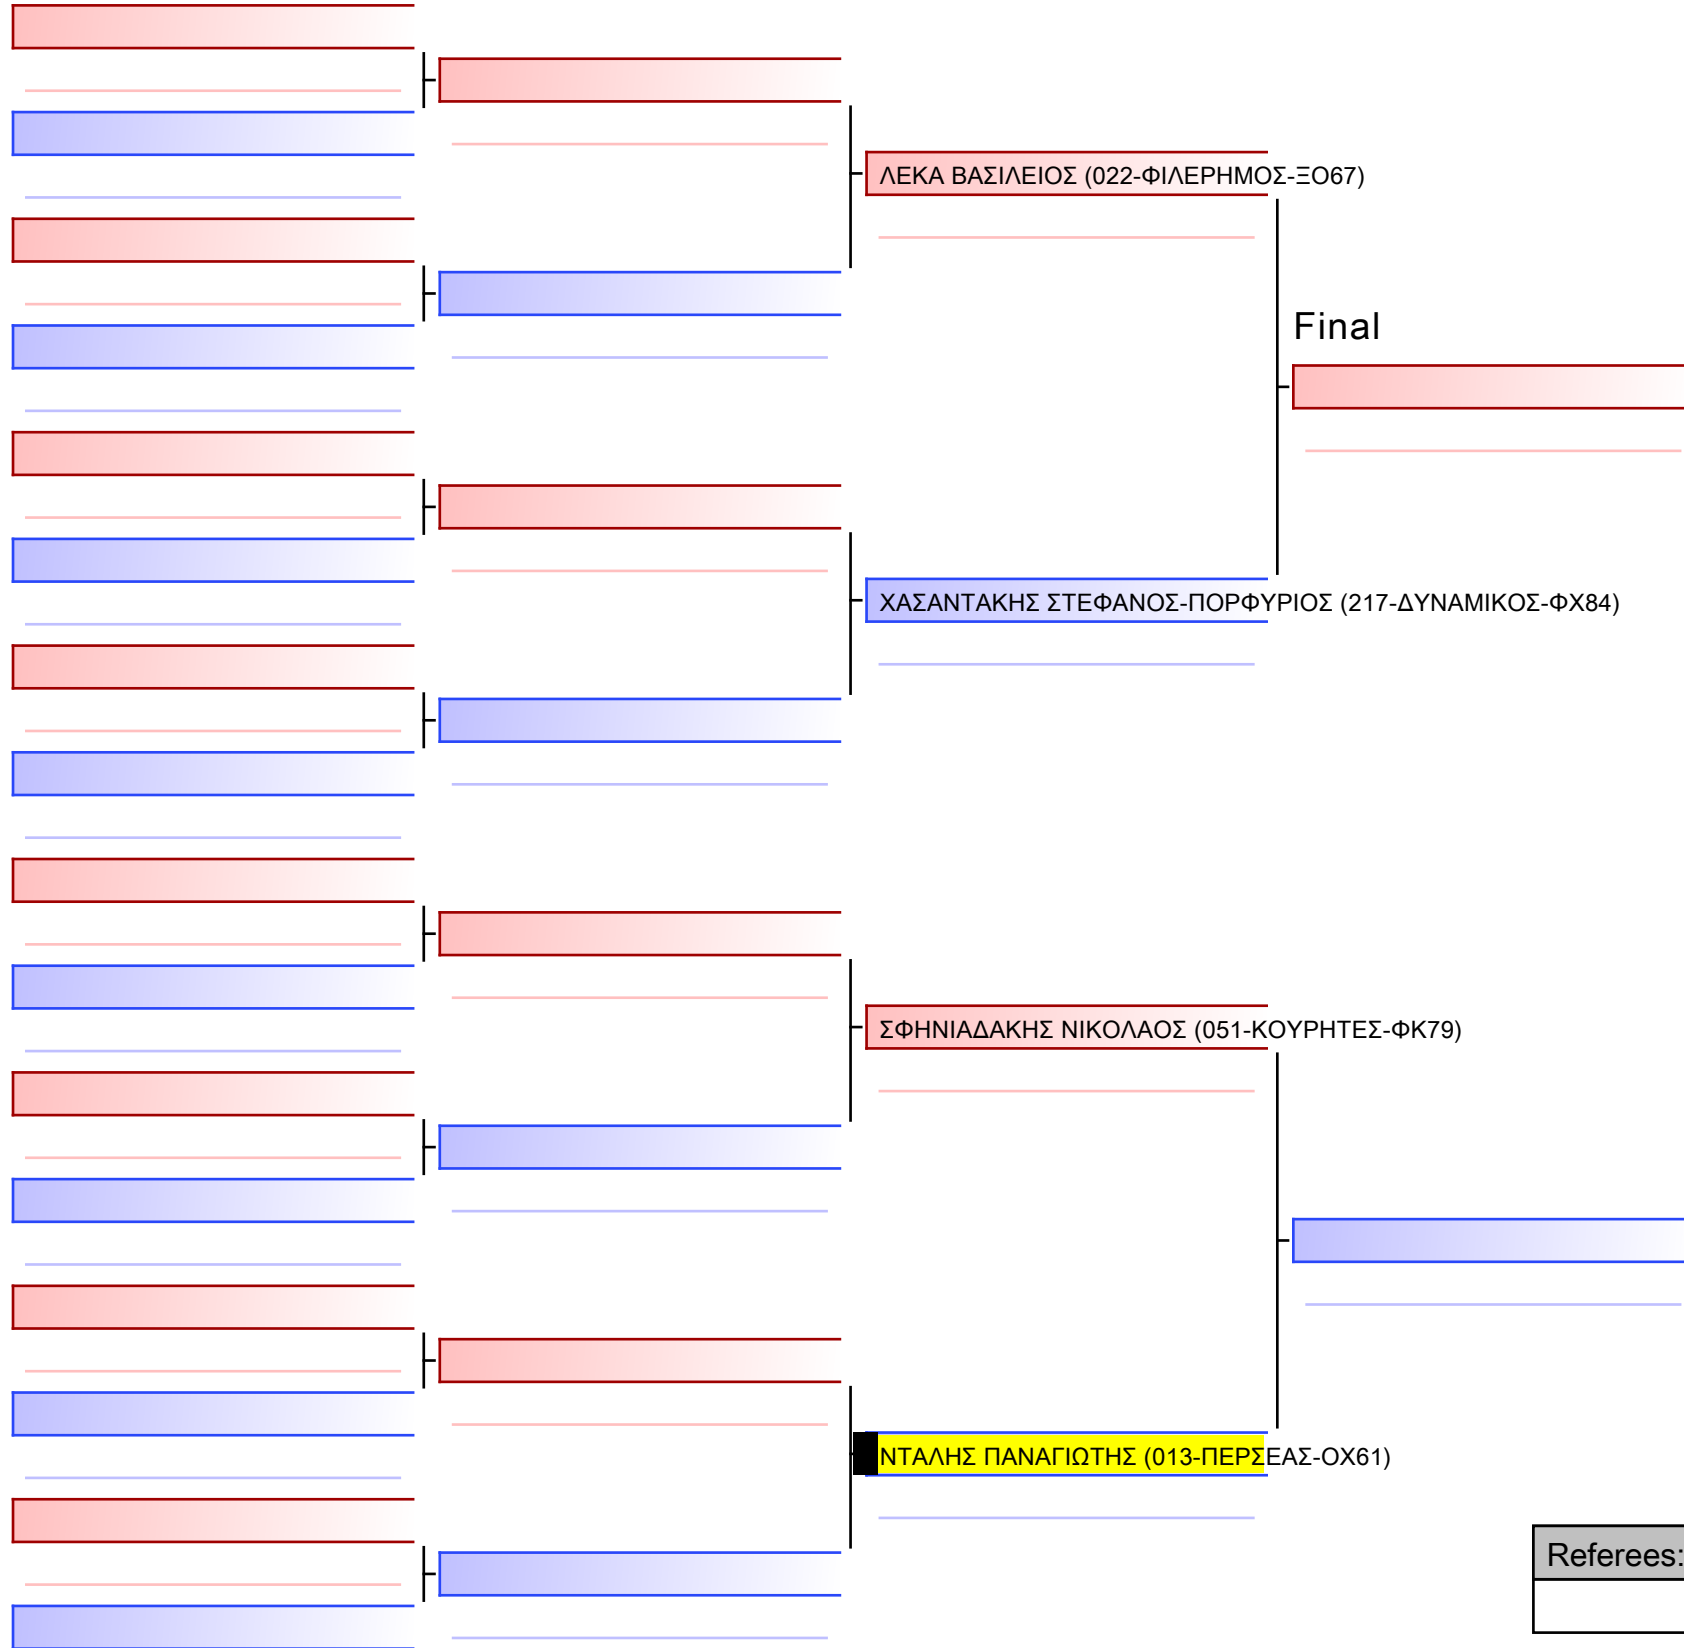 ΛΕΚΑ ΒΑΣΙΛΕΙΟΣ (022-ΦΙΛΕΡΗΜΟΣ-ΞΟ67)
Final
ΧΑΣΑΝΤΑΚΗΣ ΣΤΕΦΑΝΟΣ-ΠΟΡΦΥΡΙΟΣ (217-ΔΥΝΑΜΙΚΟΣ-ΦΧ84)
ΣΦΗΝΙΑΔΑΚΗΣ ΝΙΚΟΛΑΟΣ (051-ΚΟΥΡΗΤΕΣ-ΦΚ79)
ΝΤΑΛΗΣ ΠΑΝΑΓΙΩΤΗΣ (013-ΠΕΡΣΕΑΣ-ΟΧ61)
Referees: